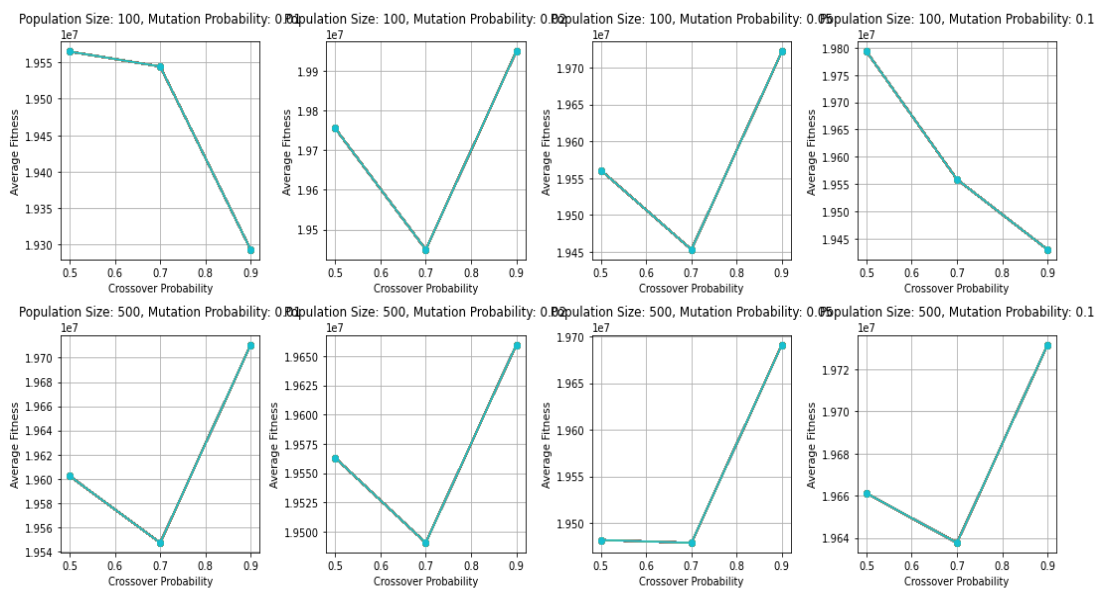 Population Size: 100, Mutation Probability: 0.01
1e7
1.955
1.950
1.945
1.940
1.935
1.930
Average Fitness
0.5 0.6 0.7 0.8 0.9
Crossover Probability
Population Size: 100, Mutation Probability: 0.02
1e7
1.99
1.98
1.97
1.96
1.95
Average Fitness
0.5 0.6 0.7 0.8 0.9
Crossover Probability
Population Size: 100, Mutation Probability: 0.05
1e7
1.970
1.965
1.960
1.955
1.950
1.945
Average Fitness
0.5 0.6 0.7 0.8 0.9
Crossover Probability
Population Size: 100, Mutation Probability: 0.1
1e7
1.980
1.975
1.970
1.965
1.960
1.955
1.950
1.945
Average Fitness
0.5 0.6 0.7 0.8 0.9
Crossover Probability
Population Size: 500, Mutation Probability: 0.01
1e7
1.970
1.968
1.966
1.964
1.962
1.960
1.958
1.956
1.954
Average Fitness
0.5 0.6 0.7 0.8 0.9
Crossover Probability
Population Size: 500, Mutation Probability: 0.02
1e7
1.9650
1.9625
1.9600
1.9575
1.9550
1.9525
1.9500
Average Fitness
0.5 0.6 0.7 0.8 0.9
Crossover Probability
Population Size: 500, Mutation Probability: 0.05
1e7
1.970
1.965
1.960
1.955
1.950
Average Fitness
0.5 0.6 0.7 0.8 0.9
Crossover Probability
Population Size: 500, Mutation Probability: 0.1
1e7
1.972
1.970
1.968
1.966
1.964
Average Fitness
0.5 0.6 0.7 0.8 0.9
Crossover Probability